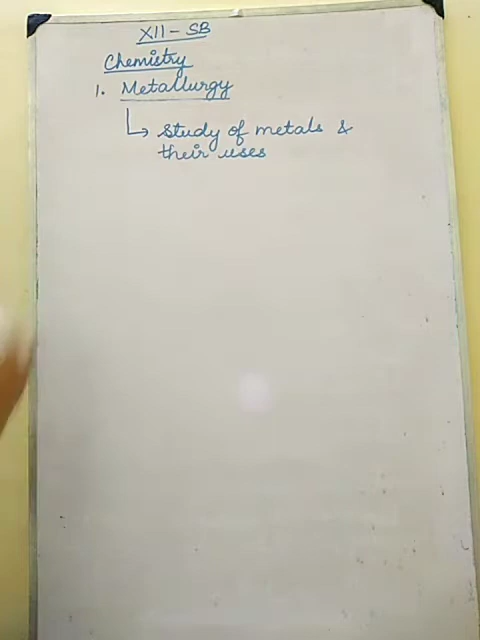 XII - SB
Chemistry
1. Metallurgy
↳ Study of metals &
their uses